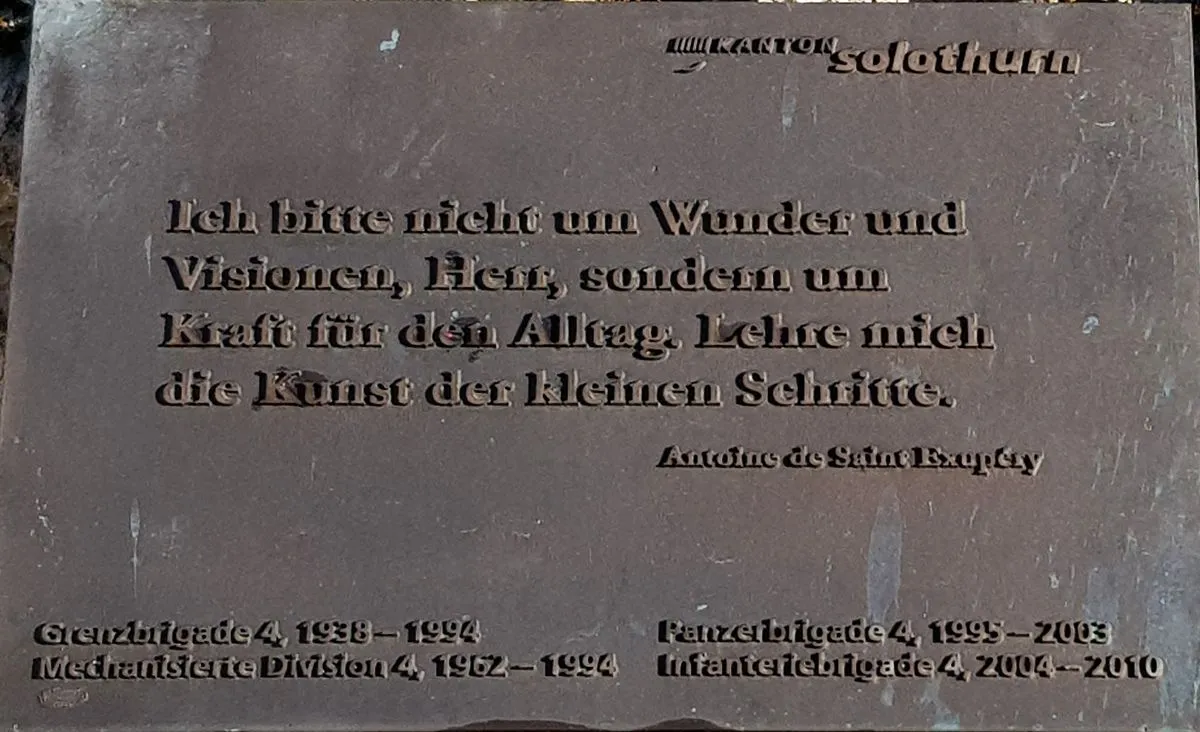 KANTON solothurn
Ich bitte nicht um Wunder und
Visionen, Herr, sondern um
Kraft für den Alltag. Lehre mich
die Kunst der kleinen Schritte.
Antoine de Saint Exupéry
Grenzbrigade 4, 1938 – 1994
Mechanisierte Division 4, 1962 – 1994
Panzerbrigade 4, 1995 – 2003
Infanteriebrigade 4, 2004 – 2010